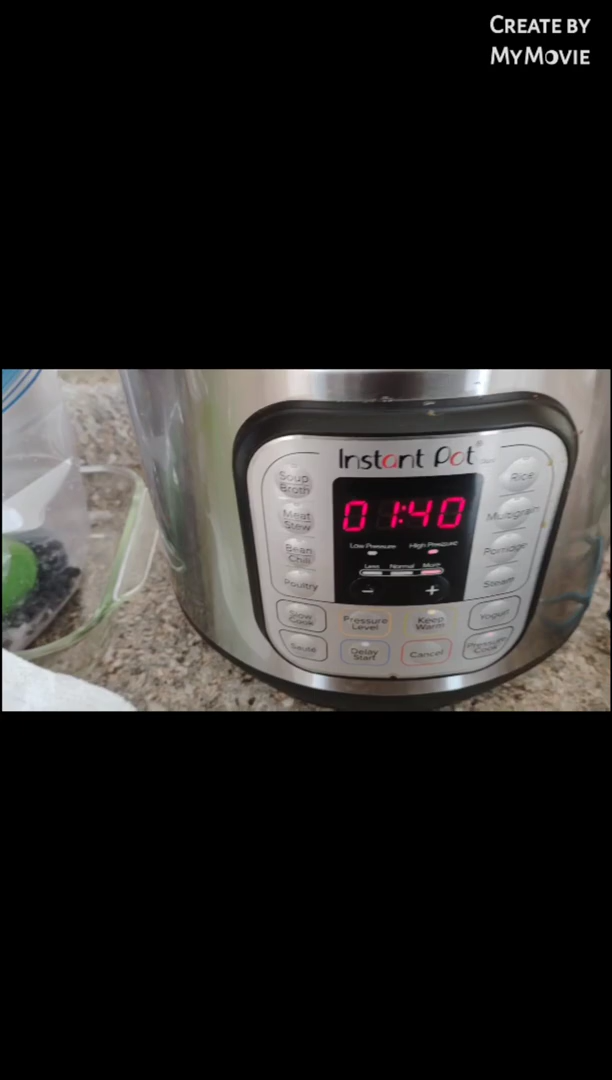 CREATE BY
MYMOVIE
Instant Pot
Soup
Broth
Rice
01:40
Meat
Stew
Multigrain
Low Pressure High Pressure
Bean
Chili
Porridge
Less Normal More
Poultry
Steam
− +
Slow
Cook
Pressure
Level
Keep
Warm
Yogurt
Sauté
Delay
Start
Cancel
Pressure
Cook